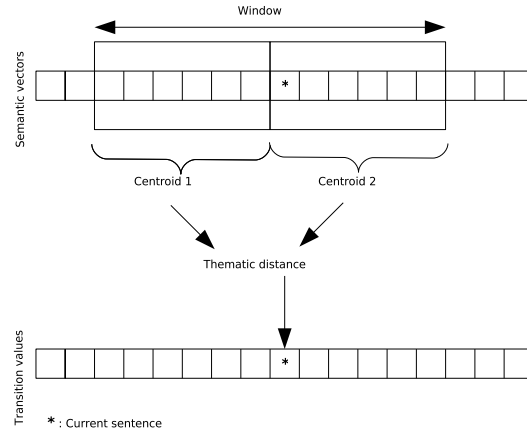 Window
Semantic vectors
*
Centroid 1
Centroid 2
Thematic distance
Transition values
*
* : Current sentence